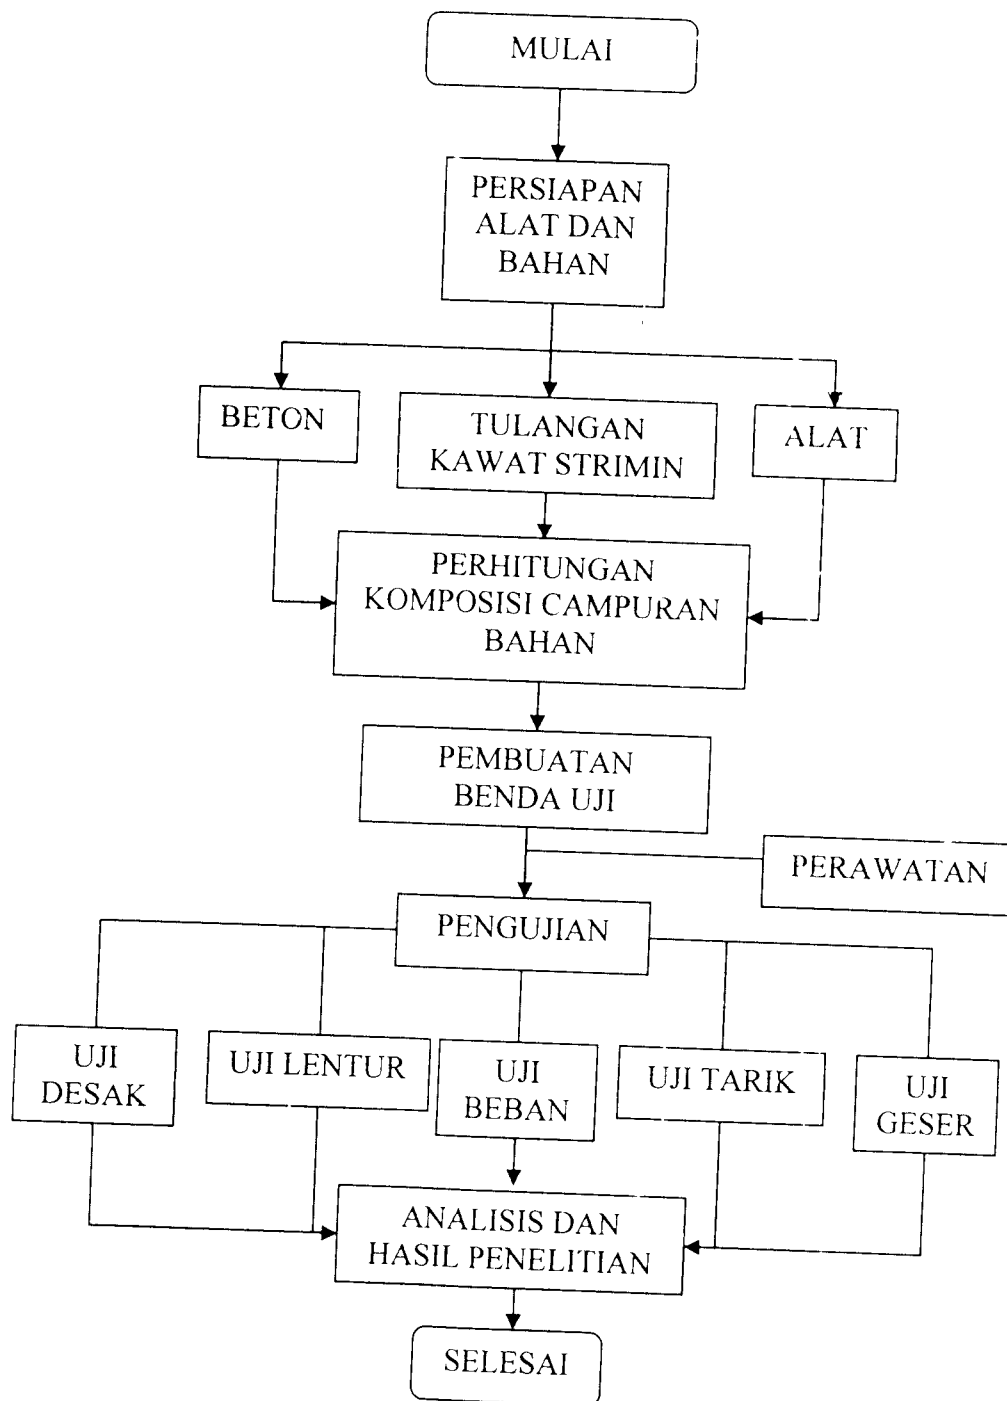 MULAI
PERSIAPAN
ALAT DAN
BAHAN
BETON
TULANGAN
KAWAT STRIMIN
ALAT
PERHITUNGAN
KOMPOSISI CAMPURAN
BAHAN
PEMBUATAN
BENDA UJI
PERAWATAN
PENGUJIAN
UJI
DESAK
UJI LENTUR
UJI
BEBAN
UJI TARIK
UJI
GESER
ANALISIS DAN
HASIL PENELITIAN
SELESAI